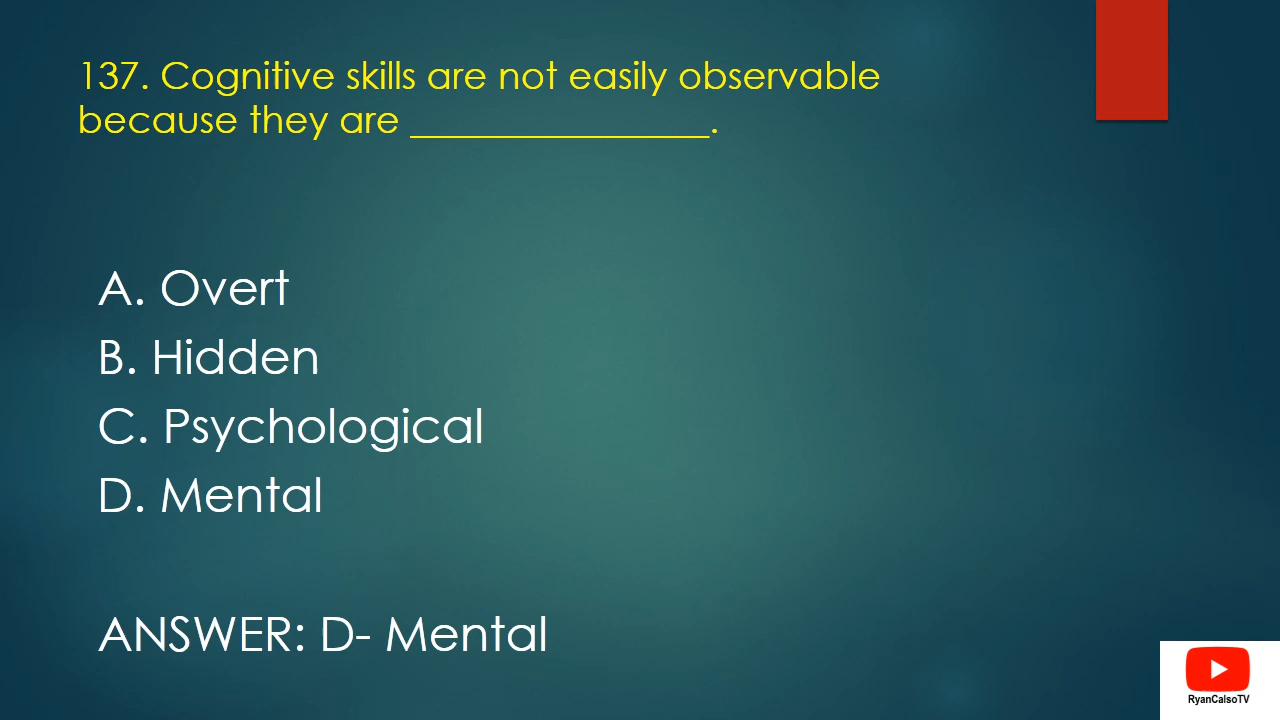 137. Cognitive skills are not easily observable
because they are _______________.
A. Overt
B. Hidden
C. Psychological
D. Mental
ANSWER: D- Mental
RyanCalsoTV